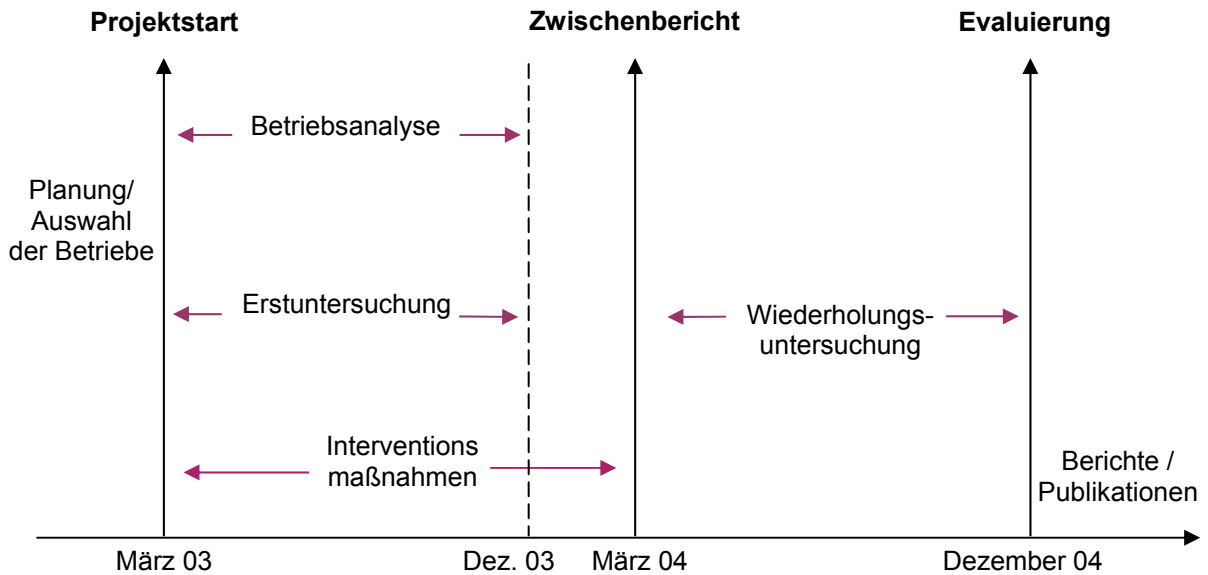 Projektstart
Zwischenbericht
Evaluierung
Betriebsanalyse
Planung/
Auswahl
der Betriebe
Erstuntersuchung
Wiederholungs-
untersuchung
Interventions
maßnahmen
Berichte /
Publikationen
März 03
Dez. 03
März 04
Dezember 04